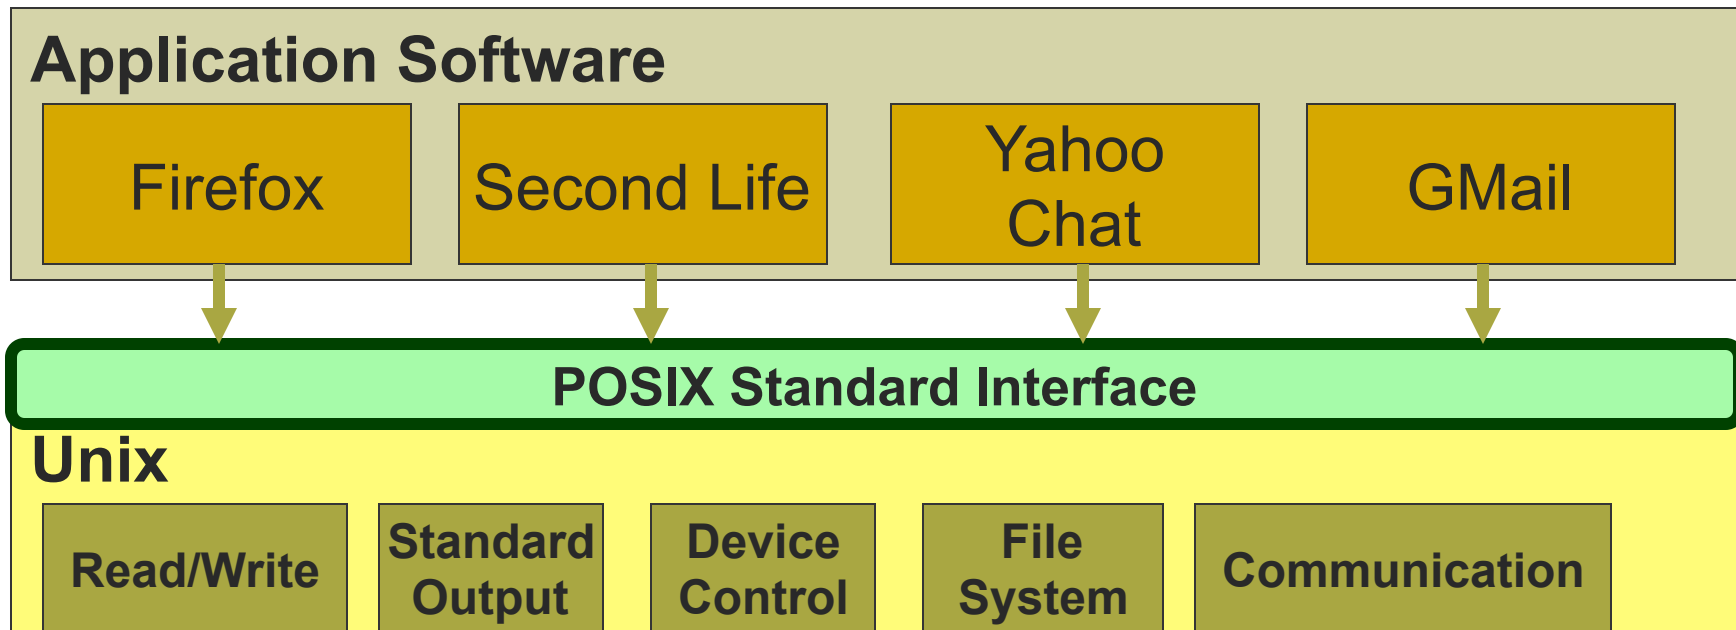 Application Software
Firefox
Second Life
Yahoo
Chat
GMail
POSIX Standard Interface
Unix
Read/Write
Standard
Output
Device
Control
File
System
Communication